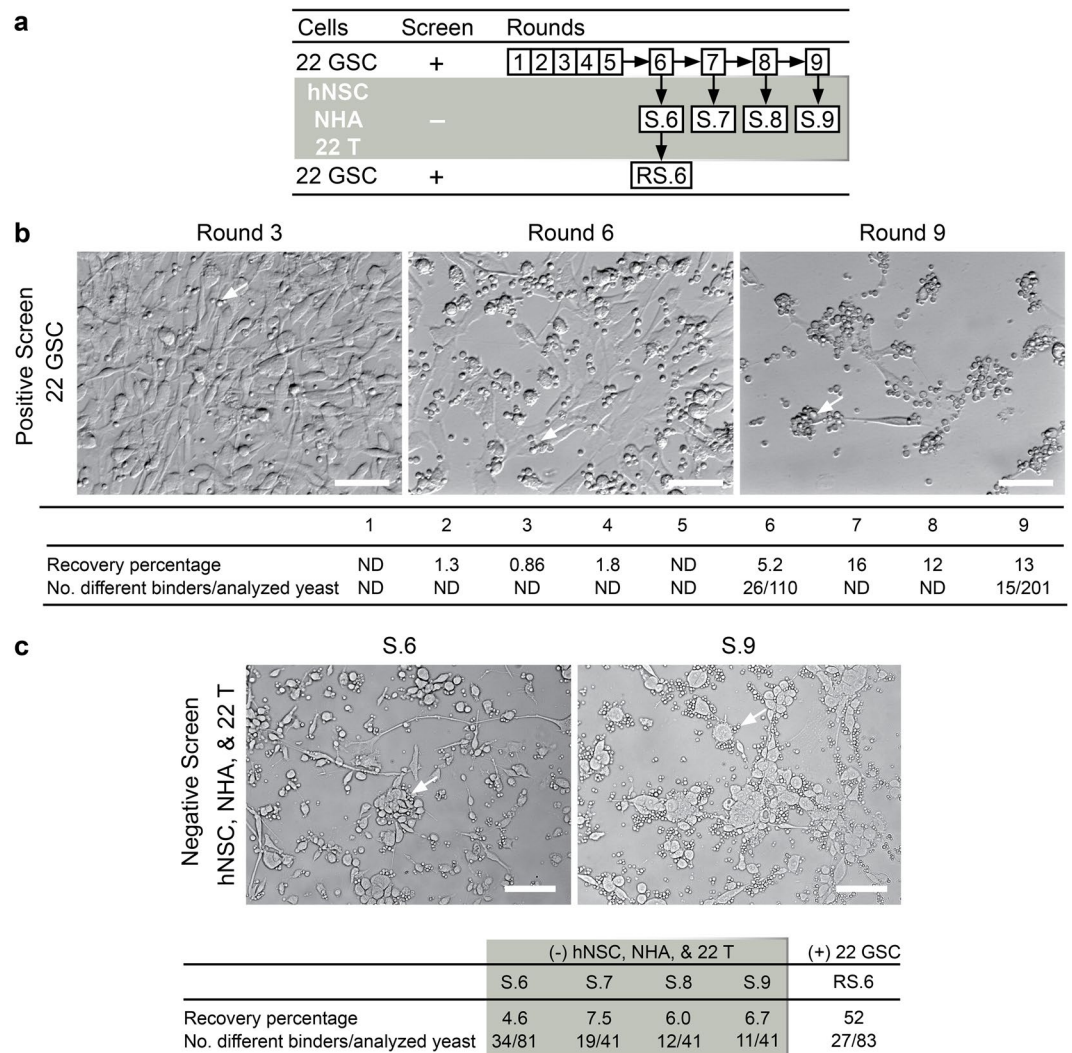 a
Cells Screen Rounds
22 GSC + 1 2 3 4 5 6 7 8 9
hNSC
NHA – S.6 S.7 S.8 S.9
22 T
22 GSC + RS.6
b
Round 3 Round 6 Round 9
Positive Screen
22 GSC
1 2 3 4 5 6 7 8 9
Recovery percentage ND 1.3 0.86 1.8 ND 5.2 16 12 13
No. different binders/analyzed yeast ND ND ND ND ND 26/110 ND ND 15/201
c
S.6 S.9
Negative Screen
hNSC, NHA, & 22 T
(-) hNSC, NHA, & 22 T (+) 22 GSC
S.6 S.7 S.8 S.9 RS.6
Recovery percentage 4.6 7.5 6.0 6.7 52
No. different binders/analyzed yeast 34/81 19/41 12/41 11/41 27/83